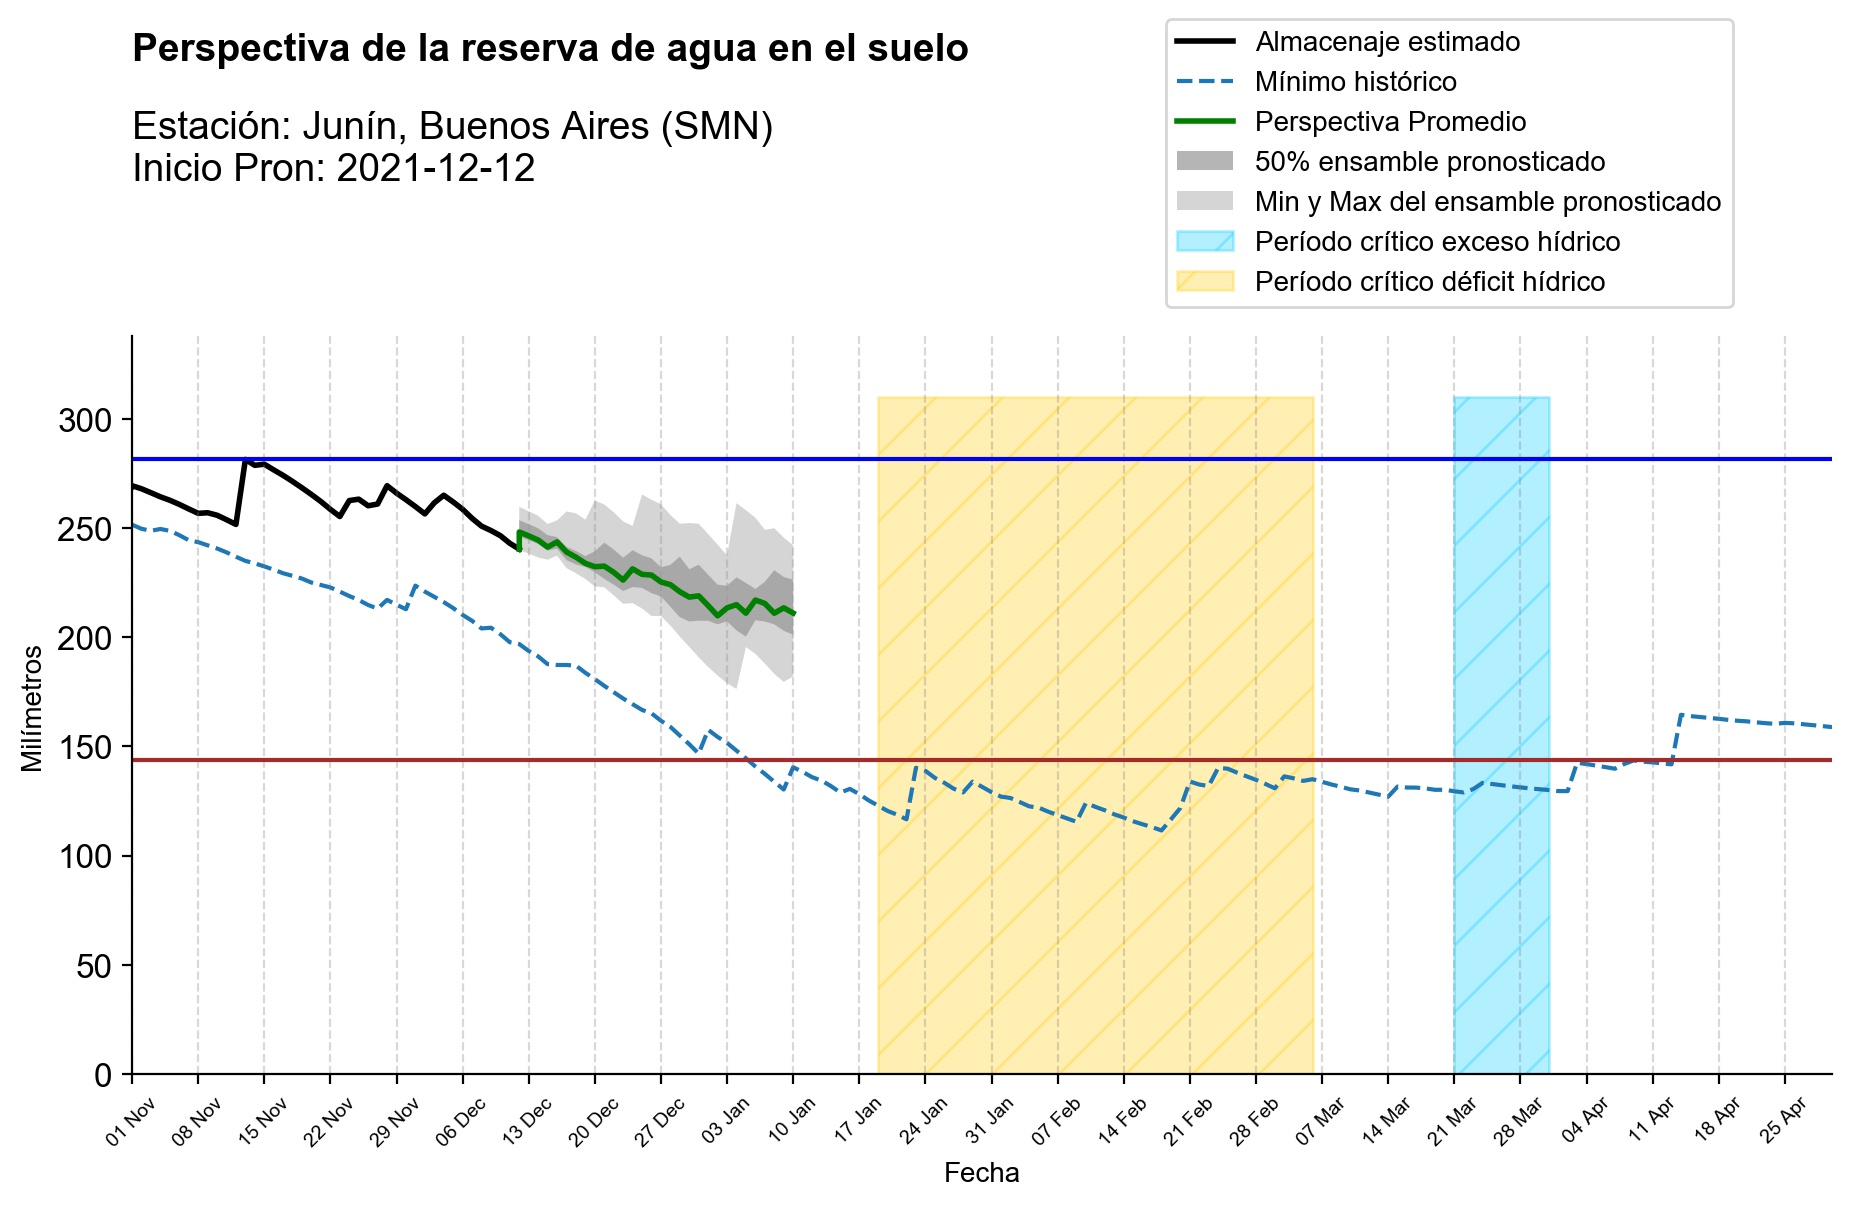 Perspectiva de la reserva de agua en el suelo
Estación: Junín, Buenos Aires (SMN)
Inicio Pron: 2021-12-12
Almacenaje estimado
Mínimo histórico
Perspectiva Promedio
50% ensamble pronosticado
Min y Max del ensamble pronosticado
Período crítico exceso hídrico
Período crítico déficit hídrico
Milímetros
300
250
200
150
100
50
0
01 Nov
08 Nov
15 Nov
22 Nov
29 Nov
06 Dec
13 Dec
20 Dec
27 Dec
03 Jan
10 Jan
17 Jan
24 Jan
31 Jan
07 Feb
14 Feb
21 Feb
28 Feb
07 Mar
14 Mar
21 Mar
28 Mar
04 Apr
11 Apr
18 Apr
25 Apr
Fecha